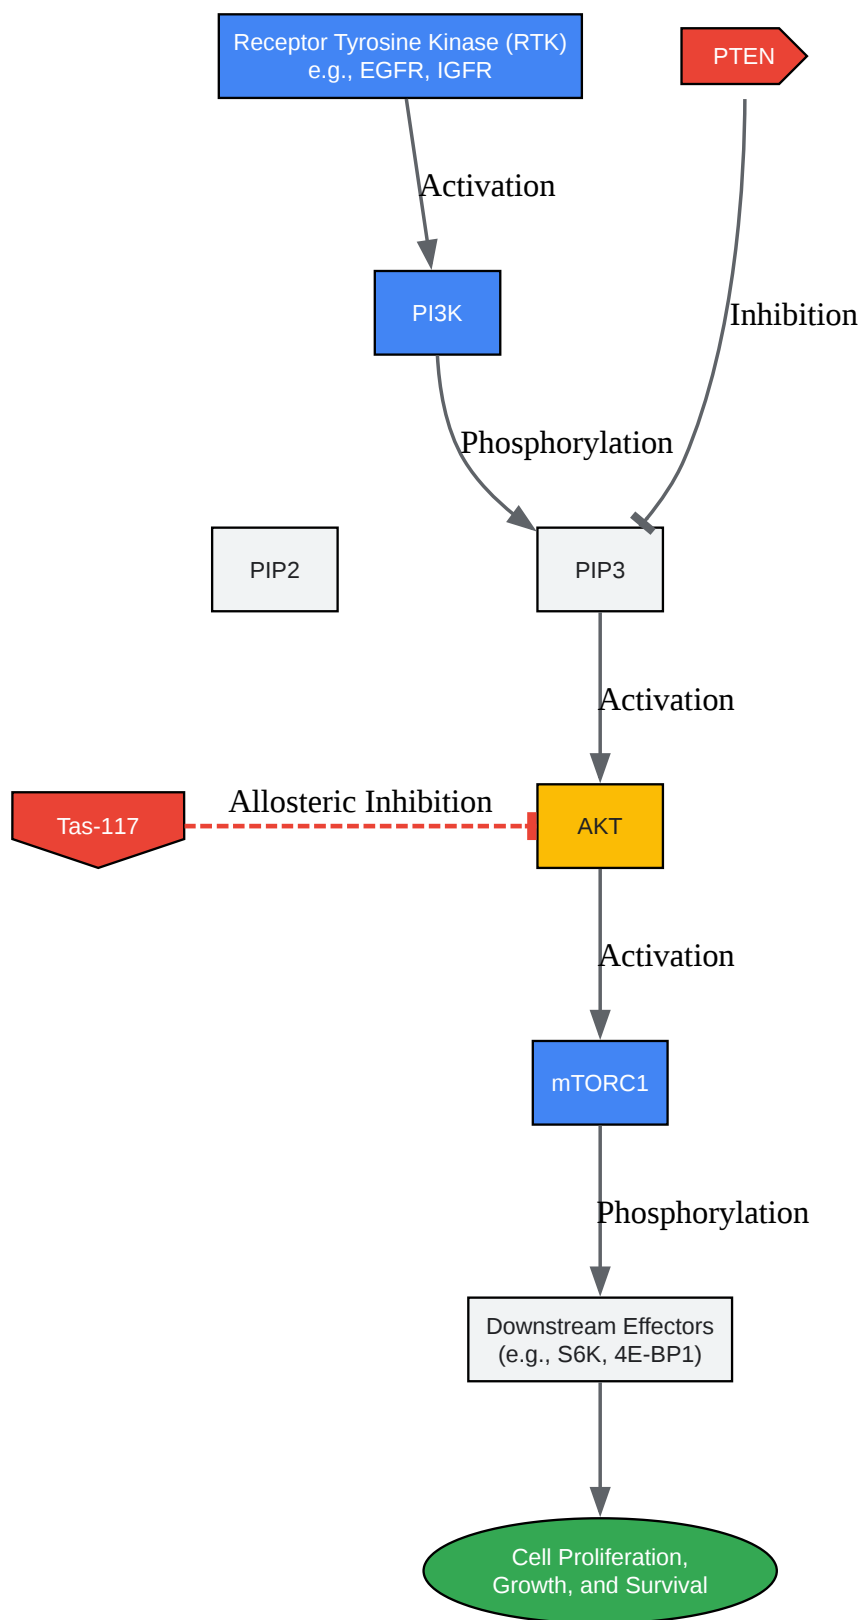 Receptor Tyrosine Kinase (RTK)
e.g., EGFR, IGFR
PTEN
Activation
PI3K
Inhibition
Phosphorylation
PIP2
PIP3
Activation
Allosteric Inhibition
Tas-117
AKT
Activation
mTORC1
Phosphorylation
Downstream Effectors
(e.g., S6K, 4E-BP1)
Cell Proliferation,
Growth, and Survival